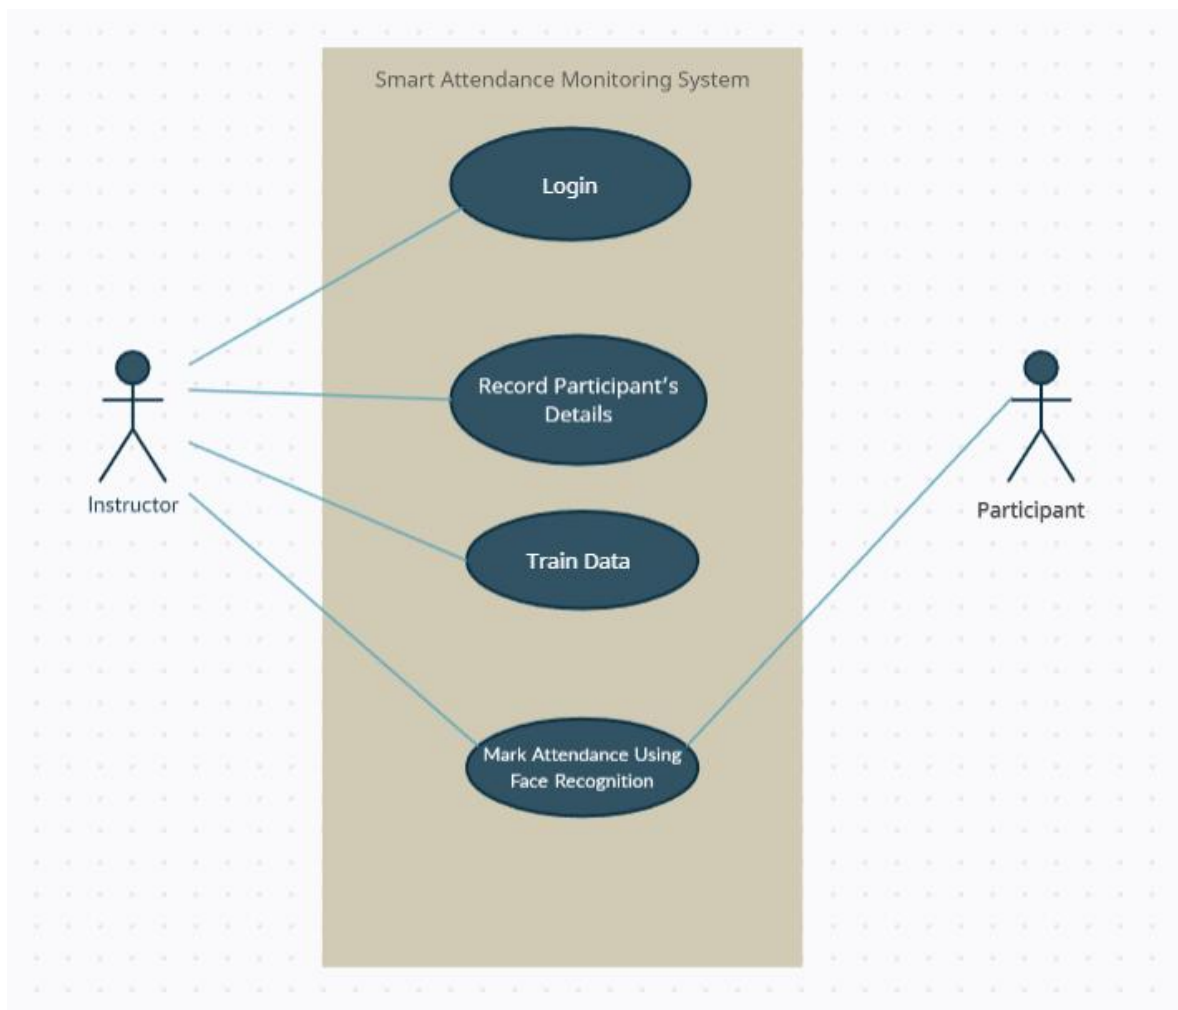 Smart Attendance Monitoring System
Login
Record Participant's
Details
Instructor
Participant
Train Data
Mark Attendance Using
Face Recognition